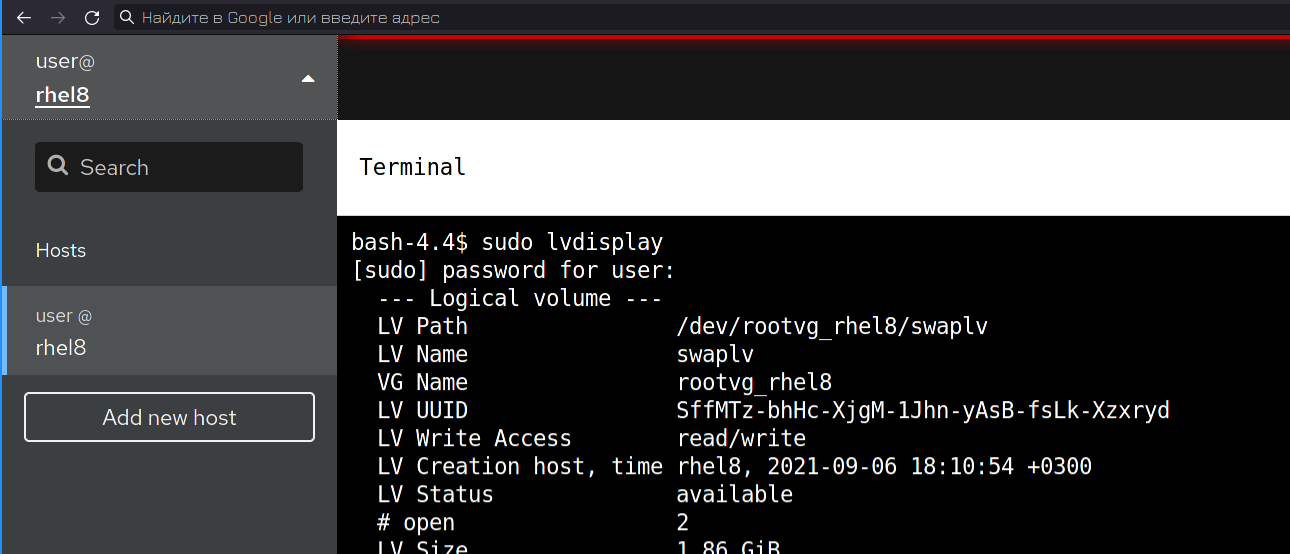 Найдите в Google или введите адрес
user@
rhel8
Search
Hosts
user @
rhel8
Add new host
Terminal
bash-4.4$ sudo lvdisplay
[sudo] password for user:
--- Logical volume ---
LV Path /dev/rootvg_rhel8/swaplv
LV Name swaplv
VG Name rootvg_rhel8
LV UUID SffMTz-bhHc-XjgM-1Jhn-yAsB-fsLk-Xzxryd
LV Write Access read/write
LV Creation host, time rhel8, 2021-09-06 18:10:54 +0300
LV Status available
# open 2
LV Size 1.86 GiB